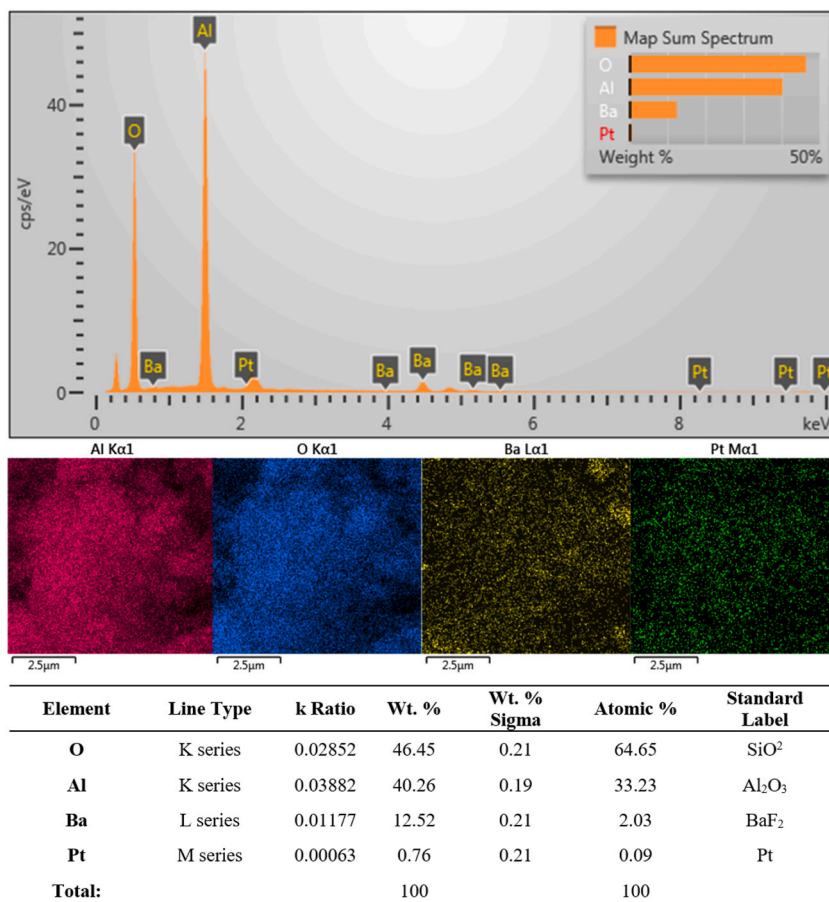 Map Sum Spectrum
O
Al
Ba
Pt
Weight % 50%
Al
O
40
20
0
cps/eV
Ba Pt Ba Ba Ba Ba Pt Pt Pt
0 2 4 6 8 keV
Al Kα1 O Kα1 Ba Lα1 Pt Mα1
2.5μm 2.5μm 2.5μm 2.5μm
Element Line Type k Ratio Wt. % Wt. % Sigma Atomic % Standard Label
O K series 0.02852 46.45 0.21 64.65 SiO²
Al K series 0.03882 40.26 0.19 33.23 Al₂O₃
Ba L series 0.01177 12.52 0.21 2.03 BaF₂
Pt M series 0.00063 0.76 0.21 0.09 Pt
Total: 100 100